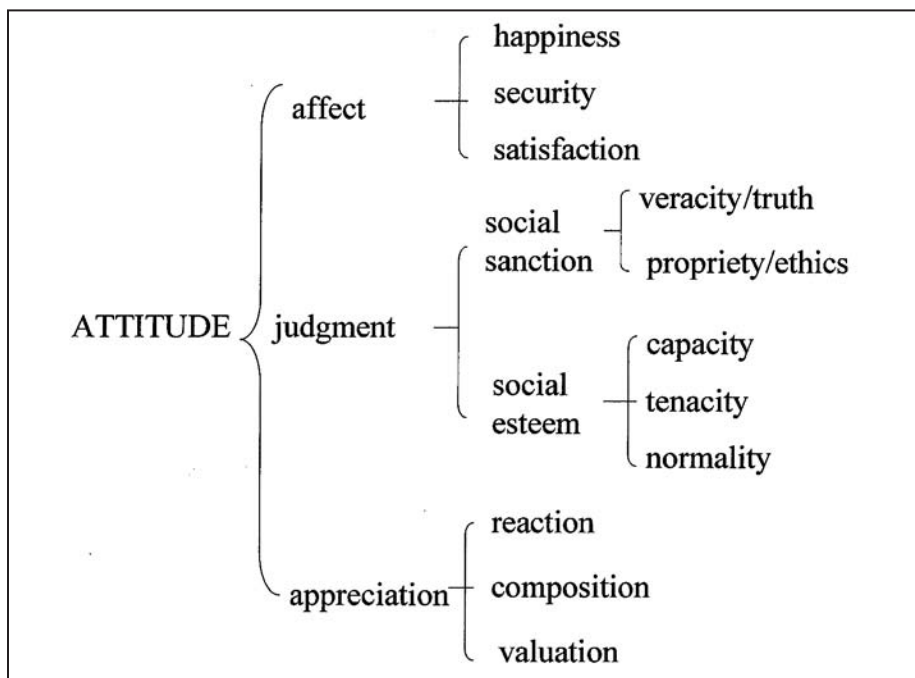 happiness
affect
security
satisfaction
social
sanction
veracity/truth
propriety/ethics
ATTITUDE
judgment
social
esteem
capacity
tenacity
normality
reaction
appreciation
composition
valuation